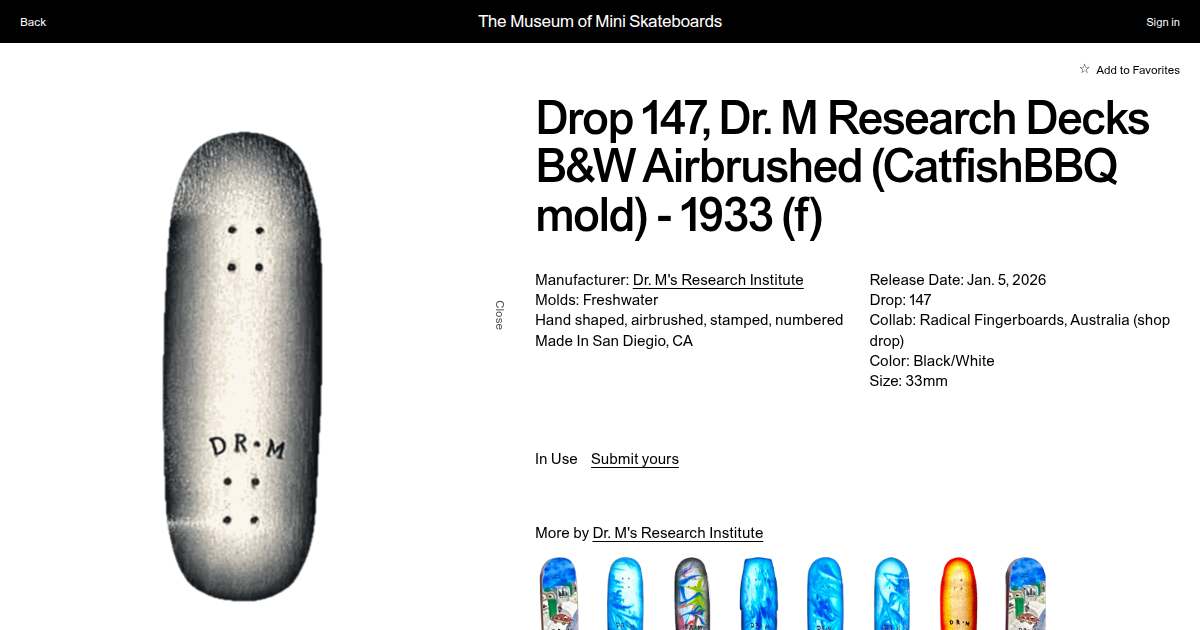 Back
The Museum of Mini Skateboards
Sign in
☆ Add to Favorites
Drop 147, Dr. M Research Decks
B&W Airbrushed (CatfishBBQ
mold) - 1933 (f)
Manufacturer: Dr. M's Research Institute
Molds: Freshwater
Hand shaped, airbrushed, stamped, numbered
Made In San Diegio, CA
Release Date: Jan. 5, 2026
Drop: 147
Collab: Radical Fingerboards, Australia (shop
drop)
Color: Black/White
Size: 33mm
Close
DR•M
In Use Submit yours
More by Dr. M's Research Institute
DR•M